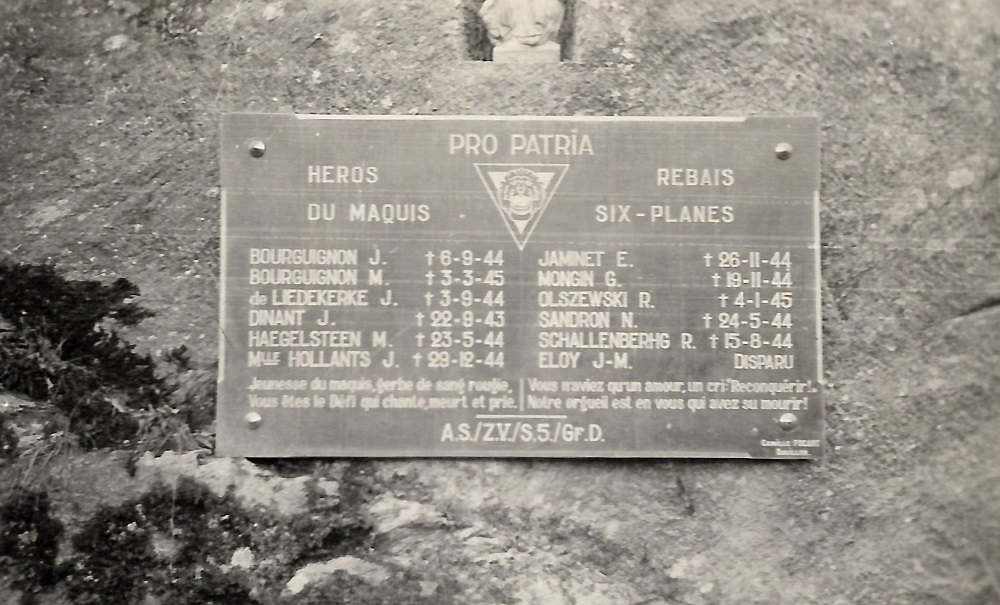 PRO PATRIA
HEROS REBAIS
DU MAQUIS SIX-PLANES
BOURGUIGNON J. † 6-9-44
BOURGUIGNON M. † 3-3-45
de LIEDEKERKE J. † 3-9-44
DINANT J. † 22-9-43
HAEGELSTEEN M. † 23-5-44
MLLE HOLLANTS J. † 29-12-44
JAMINET E. † 26-11-44
MONGIN G. † 19-11-44
OLSZEWSKI R. † 4-1-45
SANDRON N. † 24-5-44
SCHALLENBERHG R. † 15-8-44
ELOY J-M. DISPARU
Jeunesse du maquis, gerbe de sang rougie,
Vous êtes le Défi qui chante, meurt et prie.
Vous n'aviez qu'un amour, un cri: "Reconquérir!.
Notre orgueil est en vous qui avez su mourir!
A.S./Z.V./S.5./Gr.D.
CAMILLE FOCANT
BOUILLON.